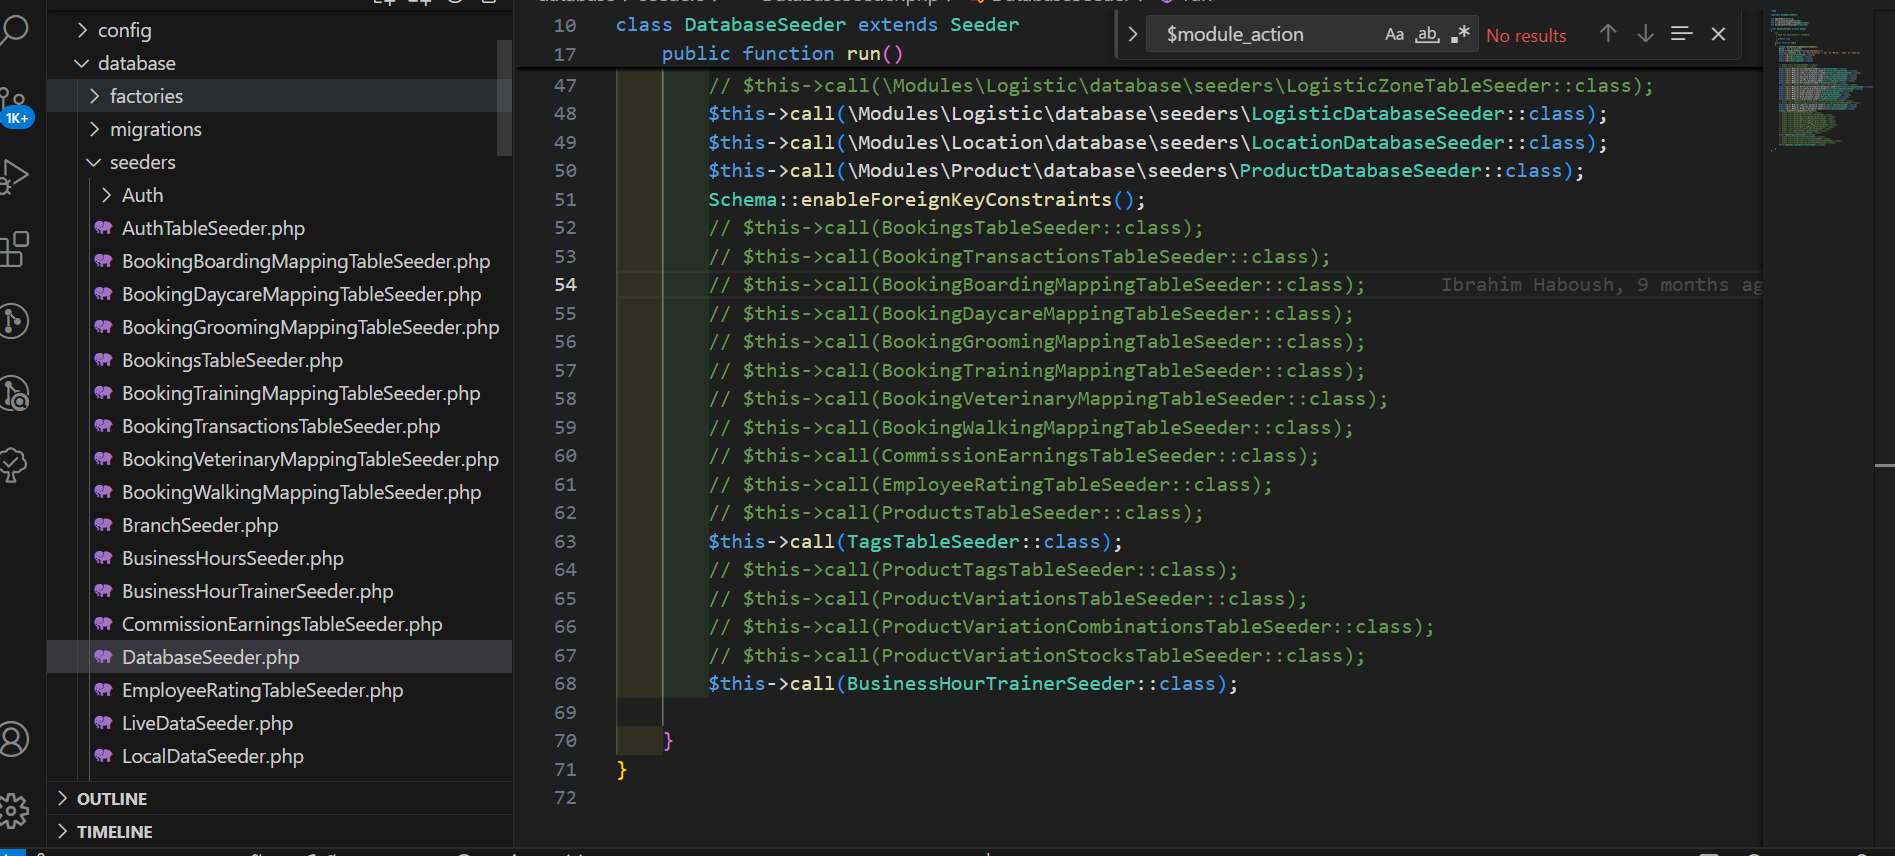 config
database
factories
migrations
seeders
Auth
AuthTableSeeder.php
BookingBoardingMappingTableSeeder.php
BookingDaycareMappingTableSeeder.php
BookingGroomingMappingTableSeeder.php
BookingsTableSeeder.php
BookingTrainingMappingTableSeeder.php
BookingTransactionsTableSeeder.php
BookingVeterinaryMappingTableSeeder.php
BookingWalkingMappingTableSeeder.php
BranchSeeder.php
BusinessHoursSeeder.php
BusinessHourTrainerSeeder.php
CommissionEarningsTableSeeder.php
DatabaseSeeder.php
EmployeeRatingTableSeeder.php
LiveDataSeeder.php
LocalDataSeeder.php
OUTLINE
TIMELINE
1K+
$module_action Aa ab .* No results
10 class DatabaseSeeder extends Seeder
17 public function run()
47 // $this->call(\Modules\Logistic\database\seeders\LogisticZoneTableSeeder::class);
48 $this->call(\Modules\Logistic\database\seeders\LogisticDatabaseSeeder::class);
49 $this->call(\Modules\Location\database\seeders\LocationDatabaseSeeder::class);
50 $this->call(\Modules\Product\database\seeders\ProductDatabaseSeeder::class);
51 Schema::enableForeignKeyConstraints();
52 // $this->call(BookingsTableSeeder::class);
53 // $this->call(BookingTransactionsTableSeeder::class);
54 // $this->call(BookingBoardingMappingTableSeeder::class); Ibrahim Haboush, 9 months ag
55 // $this->call(BookingDaycareMappingTableSeeder::class);
56 // $this->call(BookingGroomingMappingTableSeeder::class);
57 // $this->call(BookingTrainingMappingTableSeeder::class);
58 // $this->call(BookingVeterinaryMappingTableSeeder::class);
59 // $this->call(BookingWalkingMappingTableSeeder::class);
60 // $this->call(CommissionEarningsTableSeeder::class);
61 // $this->call(EmployeeRatingTableSeeder::class);
62 // $this->call(ProductsTableSeeder::class);
63 $this->call(TagsTableSeeder::class);
64 // $this->call(ProductTagsTableSeeder::class);
65 // $this->call(ProductVariationsTableSeeder::class);
66 // $this->call(ProductVariationCombinationsTableSeeder::class);
67 // $this->call(ProductVariationStocksTableSeeder::class);
68 $this->call(BusinessHourTrainerSeeder::class);
69
70 }
71 }
72